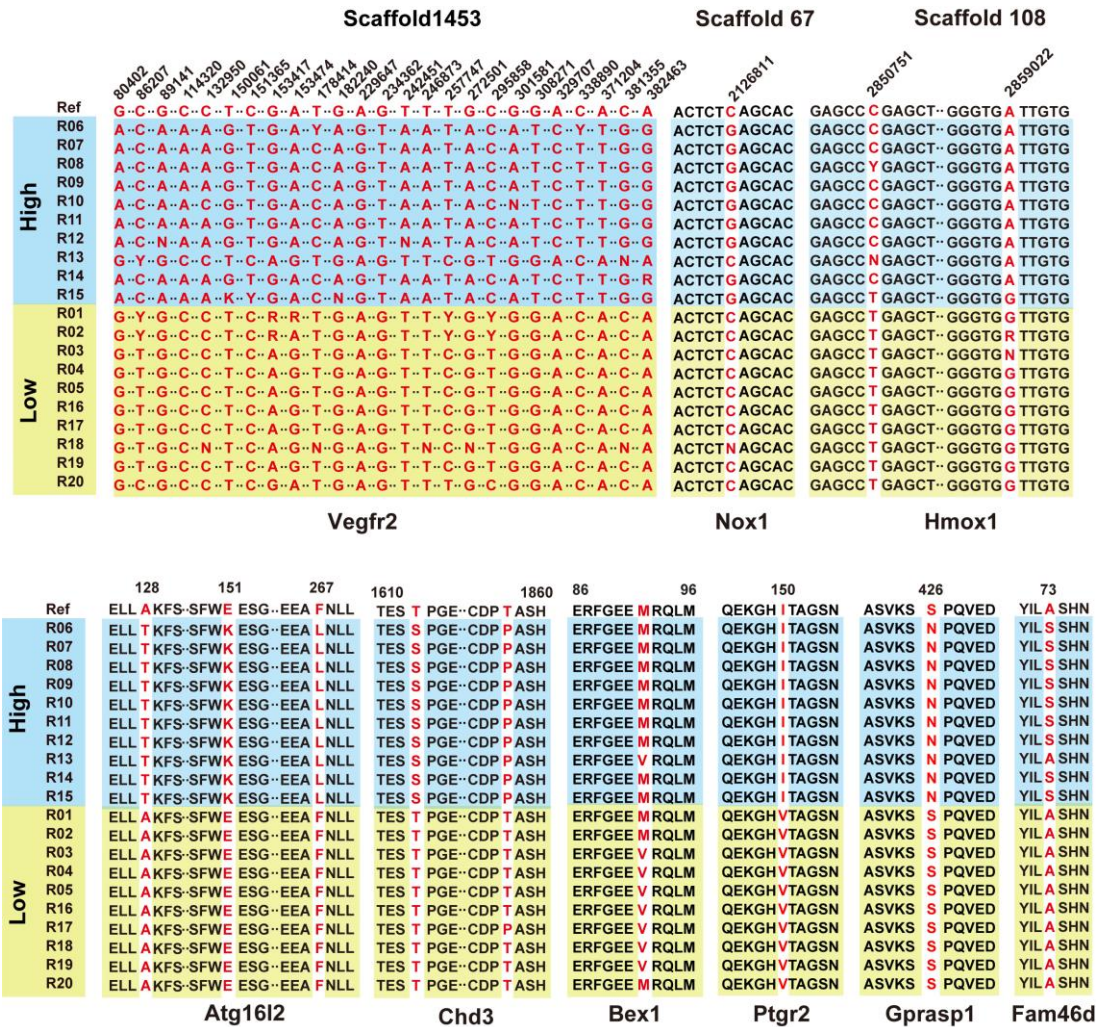 Scaffold1453 Scaffold 67 Scaffold 108
80402 86207 89141 114320 132950 150061 151365 153417 153474 178414 182240 229647 234362 242451 246873 257747 272501 295858 301581 308271 329707 338890 371204 381355 382463 2126811 2850751 2859022
Ref G··C··G··C··C··T··C··G··A··T··G··A··G··T··T··T··G··C··G··G··A··C··A··C··A ACTCTCAGCAC GAGCCCGAGCT··GGGTGATTGTG
High
R06 A··C··A··A··A··G··T··G··A··Y··A··G··T··A··A··T··A··C··A··T··C··Y··T··G··G ACTCTGAGCAC GAGCCCGAGCT··GGGTGATTGTG
R07 A··C··A··A··A··G··T··G··A··C··A··G··T··A··A··T··A··C··A··T··C··T··T··G··G ACTCTGAGCAC GAGCCCGAGCT··GGGTGATTGTG
R08 A··C··A··A··A··G··T··G··A··C··A··G··T··A··A··T··A··C··A··T··C··T··T··G··G ACTCTGAGCAC GAGCCYGAGCT··GGGTGATTGTG
R09 A··C··A··A··A··G··T··G··A··C··A··G··T··A··A··T··A··C··A··T··C··T··T··G··G ACTCTGAGCAC GAGCCCGAGCT··GGGTGATTGTG
R10 A··C··A··A··A··G··T··G··A··C··A··G··T··A··A··T··A··C··N··T··C··T··T··G··G ACTCTGAGCAC GAGCCCGAGCT··GGGTGATTGTG
R11 A··C··A··A··A··G··T··G··A··C··A··G··T··A··A··T··A··C··A··T··C··T··T··G··G ACTCTGAGCAC GAGCCCGAGCT··GGGTGATTGTG
R12 A··C··N··A··A··G··T··G··A··C··A··G··T··N··A··T··A··C··A··T··C··T··T··G··G ACTCTGAGCAC GAGCCCGAGCT··GGGTGATTGTG
R13 G··Y··G··C··C··T··C··G··A··T··G··A··G··T··T··C··G··T··G··G··A··C··A··N··A ACTCTCAGCAC GAGCCNGAGCT··GGGTGATTGTG
R14 A··C··A··A··A··G··T··G··A··C··A··G··T··A··A··T··A··C··A··T··C··T··T··G··R ACTCTGAGCAC GAGCCCGAGCT··GGGTGATTGTG
R15 A··C··A··A··A··K··Y··G··A··C··N··G··T··A··A··T··A··C··A··T··C··T··T··G··G ACTCTGAGCAC GAGCCTGAGCT··GGGTGGTTGTG
Low
R01 G··Y··G··C··C··T··C··R··R··T··G··A··G··T··T··Y··G··Y··G··G··A··C··A··C··A ACTCTCAGCAC GAGCCTGAGCT··GGGTGGTTGTG
R02 G··Y··G··C··C··T··C··R··A··T··G··A··G··T··T··Y··G··Y··G··G··A··C··A··C··A ACTCTCAGCAC GAGCCTGAGCT··GGGTGRTTGTG
R03 G··T··G··C··C··T··C··A··G··T··G··A··G··T··T··C··G··T··G··G··A··C··A··C··A ACTCTCAGCAC GAGCCTGAGCT··GGGTGNTTGTG
R04 G··T··G··C··C··T··C··A··G··T··G··A··G··T··T··C··G··T··G··G··A··C··A··C··A ACTCTCAGCAC GAGCCTGAGCT··GGGTGGTTGTG
R05 G··T··G··C··C··T··C··A··G··T··G··A··G··T··T··C··G··T··G··G··A··C··A··C··A ACTCTCAGCAC GAGCCTGAGCT··GGGTGGTTGTG
R16 G··T··G··C··C··T··C··A··G··T··G··A··G··T··T··C··G··T··G··G··A··C··A··C··A ACTCTCAGCAC GAGCCTGAGCT··GGGTGGTTGTG
R17 G··T··G··C··C··T··C··A··G··T··G··A··G··T··T··C··G··T··G··G··A··C··A··C··A ACTCTCAGCAC GAGCCTGAGCT··GGGTGGTTGTG
R18 G··T··G··C··N··T··C··A··G··N··G··A··G··T··T··N··C··N··T··G··G··A··C··A··N··A ACTCTNAGCAC GAGCCTGAGCT··GGGTGGTTGTG
R19 G··T··G··C··C··T··C··A··G··T··G··A··G··T··T··C··G··T··G··G··A··C··A··C··A ACTCTCAGCAC GAGCCTGAGCT··GGGTGGTTGTG
R20 G··C··G··C··C··T··C··G··A··T··G··A··G··T··T··T··G··C··G··G··A··C··A··C··A ACTCTCAGCAC GAGCCTGAGCT··GGGTGGTTGTG
Vegfr2 Nox1 Hmox1
128 151 267 1610 1860 86 96 150 426 73
Ref ELLAKFS··SFWEESG··EEAFNLL TESTPGE··CDPTASH ERFGEEMRQLM QEKGHITAGSN ASVKSSPQVED YILASHN
High
R06 ELLTKFS··SFWKESG··EEALNLL TESSPGE··CDPPASH ERFGEEMRQLM QEKGHITAGSN ASVKSNPQVED YILSSHN
R07 ELLTKFS··SFWKESG··EEALNLL TESSPGE··CDPPASH ERFGEEMRQLM QEKGHITAGSN ASVKSNPQVED YILSSHN
R08 ELLTKFS··SFWKESG··EEALNLL TESSPGE··CDPPASH ERFGEEMRQLM QEKGHITAGSN ASVKSNPQVED YILSSHN
R09 ELLTKFS··SFWKESG··EEALNLL TESSPGE··CDPPASH ERFGEEMRQLM QEKGHITAGSN ASVKSNPQVED YILSSHN
R10 ELLTKFS··SFWKESG··EEALNLL TESSPGE··CDPPASH ERFGEEMRQLM QEKGHITAGSN ASVKSNPQVED YILSSHN
R11 ELLTKFS··SFWKESG··EEALNLL TESSPGE··CDPPASH ERFGEEMRQLM QEKGHITAGSN ASVKSNPQVED YILSSHN
R12 ELLTKFS··SFWKESG··EEALNLL TESSPGE··CDPPASH ERFGEEMRQLM QEKGHITAGSN ASVKSNPQVED YILSSHN
R13 ELLTKFS··SFWKESG··EEALNLL TESSPGE··CDPPASH ERFGEEVRQLM QEKGHITAGSN ASVKSNPQVED YILSSHN
R14 ELLTKFS··SFWKESG··EEALNLL TESSPGE··CDPPASH ERFGEEMRQLM QEKGHITAGSN ASVKSNPQVED YILSSHN
R15 ELLTKFS··SFWKESG··EEALNLL TESSPGE··CDPPASH ERFGEEMRQLM QEKGHITAGSN ASVKSNPQVED YILSSHN
Low
R01 ELLAKFS··SFWEESG··EEAFNLL TESTPGE··CDPTASH ERFGEEMRQLM QEKGHVTAGSN ASVKSSPQVED YILASHN
R02 ELLAKFS··SFWEESG··EEAFNLL TESTPGE··CDPTASH ERFGEEMRQLM QEKGHVTAGSN ASVKSSPQVED YILASHN
R03 ELLAKFS··SFWEESG··EEAFNLL TESTPGE··CDPTASH ERFGEEVRQLM QEKGHVTAGSN ASVKSSPQVED YILASHN
R04 ELLAKFS··SFWEESG··EEAFNLL TESTPGE··CDPTASH ERFGEEVRQLM QEKGHVTAGSN ASVKSSPQVED YILASHN
R05 ELLAKFS··SFWEESG··EEAFNLL TESTPGE··CDPTASH ERFGEEVRQLM QEKGHVTAGSN ASVKSSPQVED YILASHN
R16 ELLAKFS··SFWEESG··EEAFNLL TESTPGE··CDPTASH ERFGEEVRQLM QEKGHVTAGSN ASVKSSPQVED YILASHN
R17 ELLAKFS··SFWEESG··EEAFNLL TESTPGE··CDPTASH ERFGEEVRQLM QEKGHVTAGSN ASVKSSPQVED YILASHN
R18 ELLAKFS··SFWEESG··EEAFNLL TESTPGE··CDPTASH ERFGEEVRQLM QEKGHVTAGSN ASVKSSPQVED YILASHN
R19 ELLAKFS··SFWEESG··EEAFNLL TESTPGE··CDPTASH ERFGEEVRQLM QEKGHVTAGSN ASVKSSPQVED YILASHN
R20 ELLAKFS··SFWEESG··EEAFNLL TESTPGE··CDPTASH ERFGEEVRQLM QEKGHVTAGSN ASVKSSPQVED YILASHN
Atg16l2 Chd3 Bex1 Ptgr2 Gprasp1 Fam46d